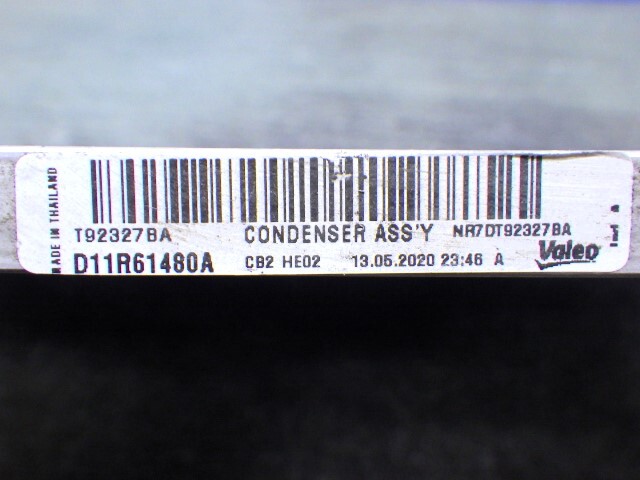 MADE IN THAILAND
T92327BA CONDENSER ASS'Y NR7DT92327BA
D11R61480A CB2 HE02 13.05.2020 23:46 A Valeo